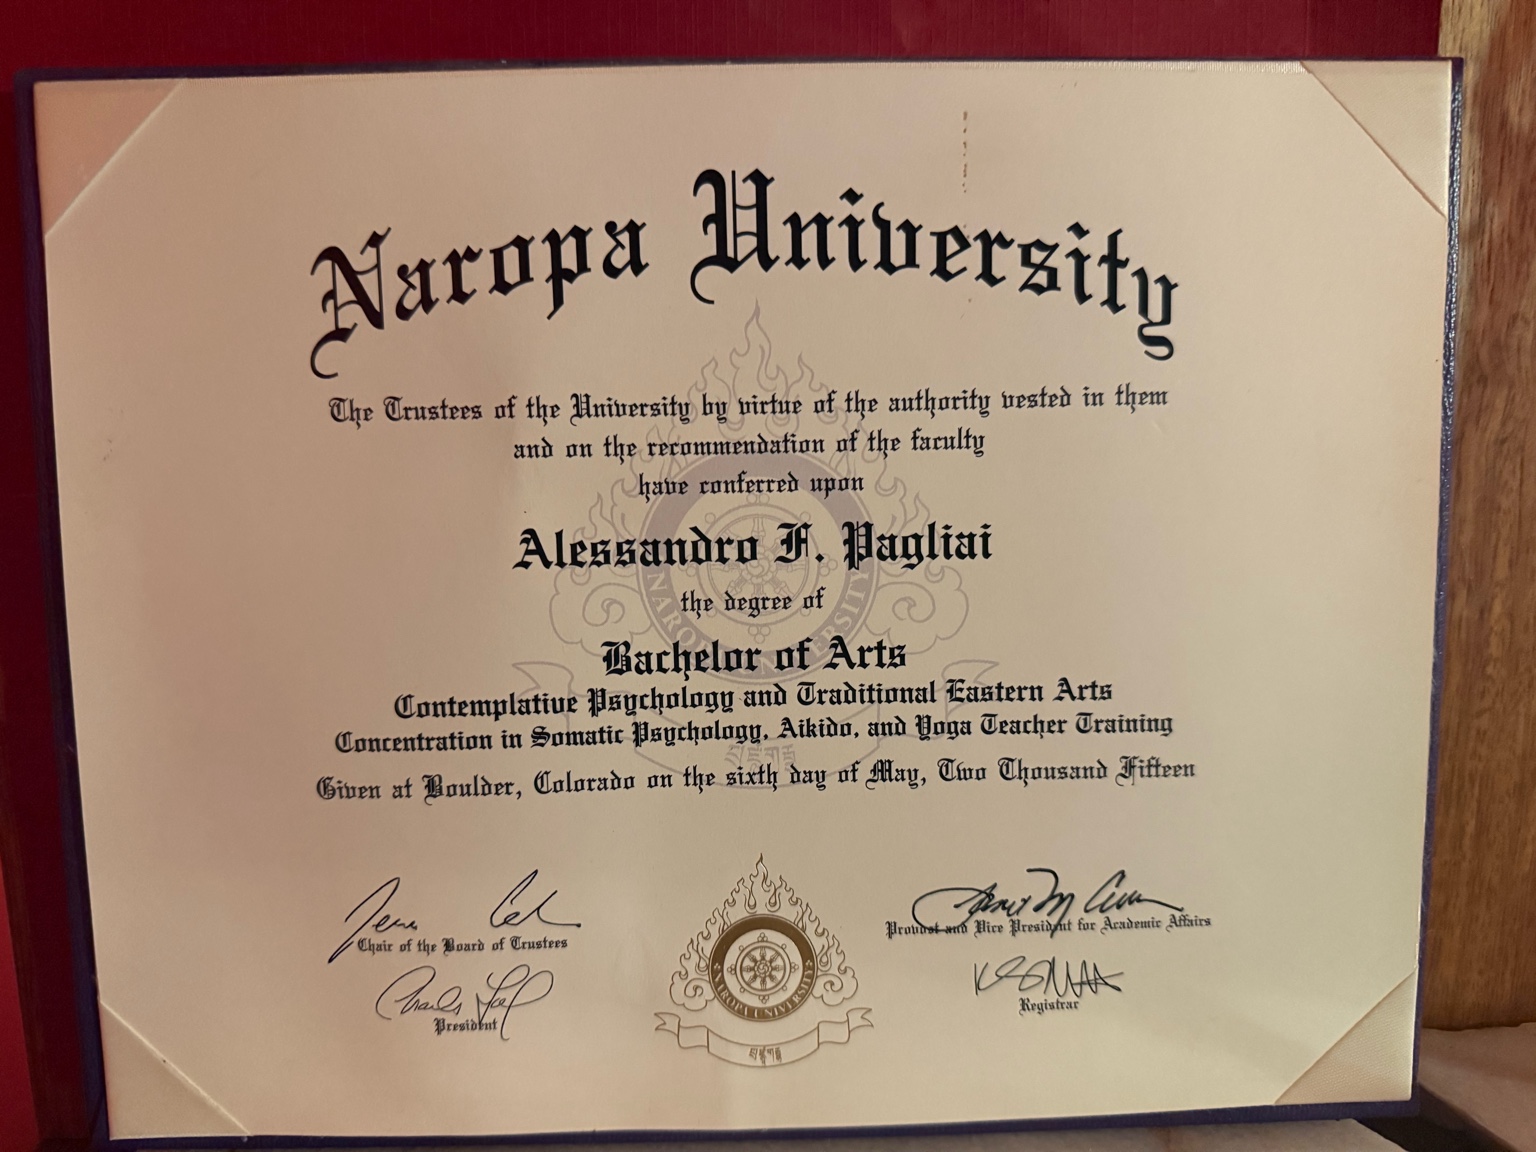 Naropa University
The Trustees of the University by virtue of the authority vested in them
and on the recommendation of the faculty
have conferred upon
Alessandro F. Pagliai
the degree of
Bachelor of Arts
Contemplative Psychology and Traditional Eastern Arts
Concentration in Somatic Psychology, Aikido, and Yoga Teacher Training
Given at Boulder, Colorado on the sixth day of May, Two Thousand Fifteen
Chair of the Board of Trustees
Provost and Vice President for Academic Affairs
President
Registrar
NAROPA UNIVERSITY